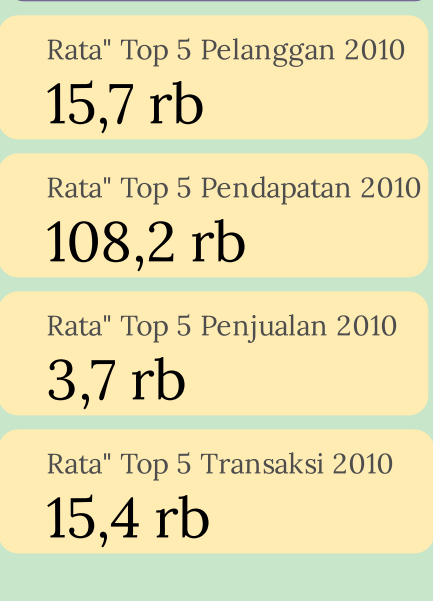 Rata" Top 5 Pelanggan 2010
15,7 rb
Rata" Top 5 Pendapatan 2010
108,2 rb
Rata" Top 5 Penjualan 2010
3,7 rb
Rata" Top 5 Transaksi 2010
15,4 rb